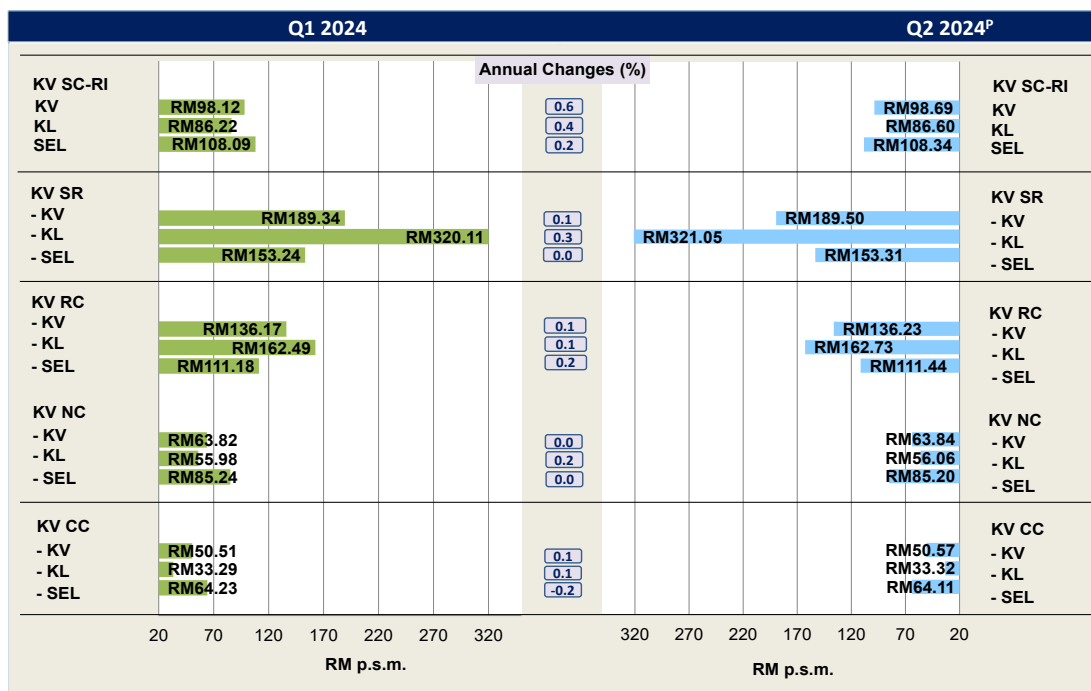 Q1 2024 Q2 2024ᴾ
Annual Changes (%)
KV SC-RI KV SC-RI
KV RM98.12 0.6 RM98.69 KV
KL RM86.22 0.4 RM86.60 KL
SEL RM108.09 0.2 RM108.34 SEL
KV SR KV SR
- KV RM189.34 0.1 RM189.50 - KV
- KL RM320.11 0.3 RM321.05 - KL
- SEL RM153.24 0.0 RM153.31 - SEL
KV RC KV RC
- KV RM136.17 0.1 RM136.23 - KV
- KL RM162.49 0.1 RM162.73 - KL
- SEL RM111.18 0.2 RM111.44 - SEL
KV NC KV NC
- KV RM63.82 0.0 RM63.84 - KV
- KL RM55.98 0.2 RM56.06 - KL
- SEL RM85.24 0.0 RM85.20 - SEL
KV CC KV CC
- KV RM50.51 0.1 RM50.57 - KV
- KL RM33.29 0.1 RM33.32 - KL
- SEL RM64.23 -0.2 RM64.11 - SEL
20 70 120 170 220 270 320 320 270 220 170 120 70 20
RM p.s.m. RM p.s.m.